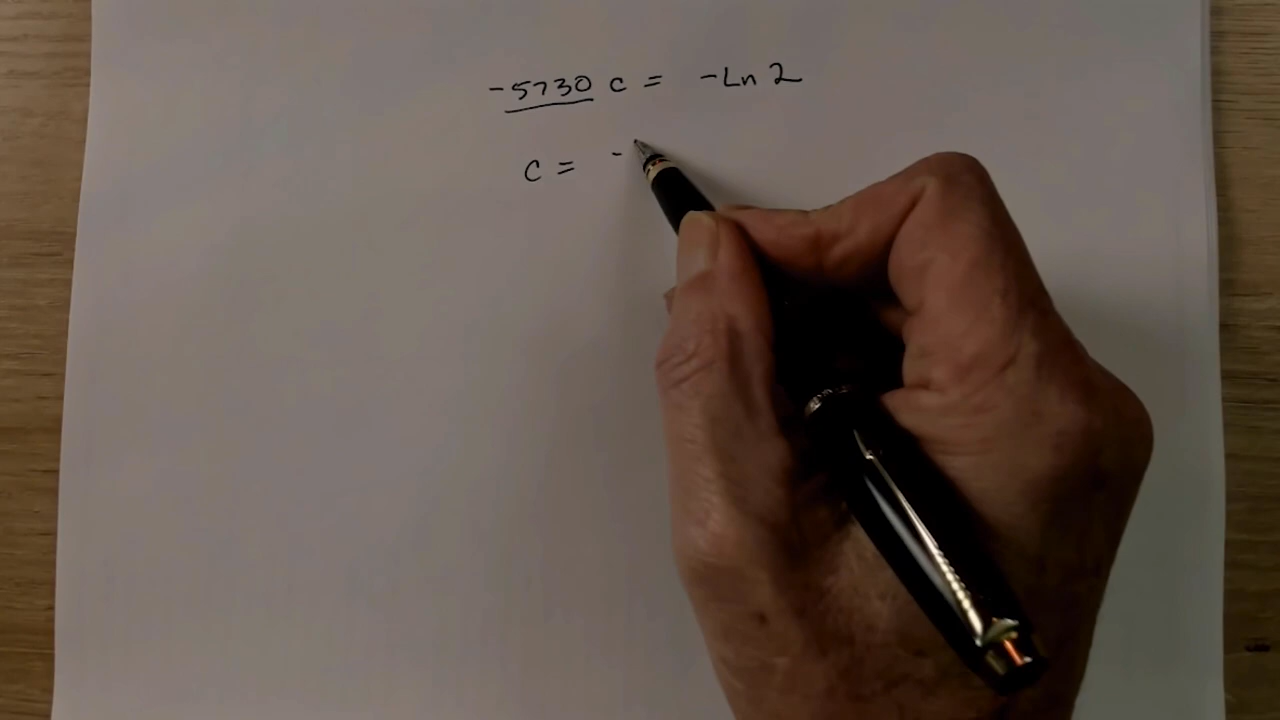 -5730 c = -Ln 2
c = -